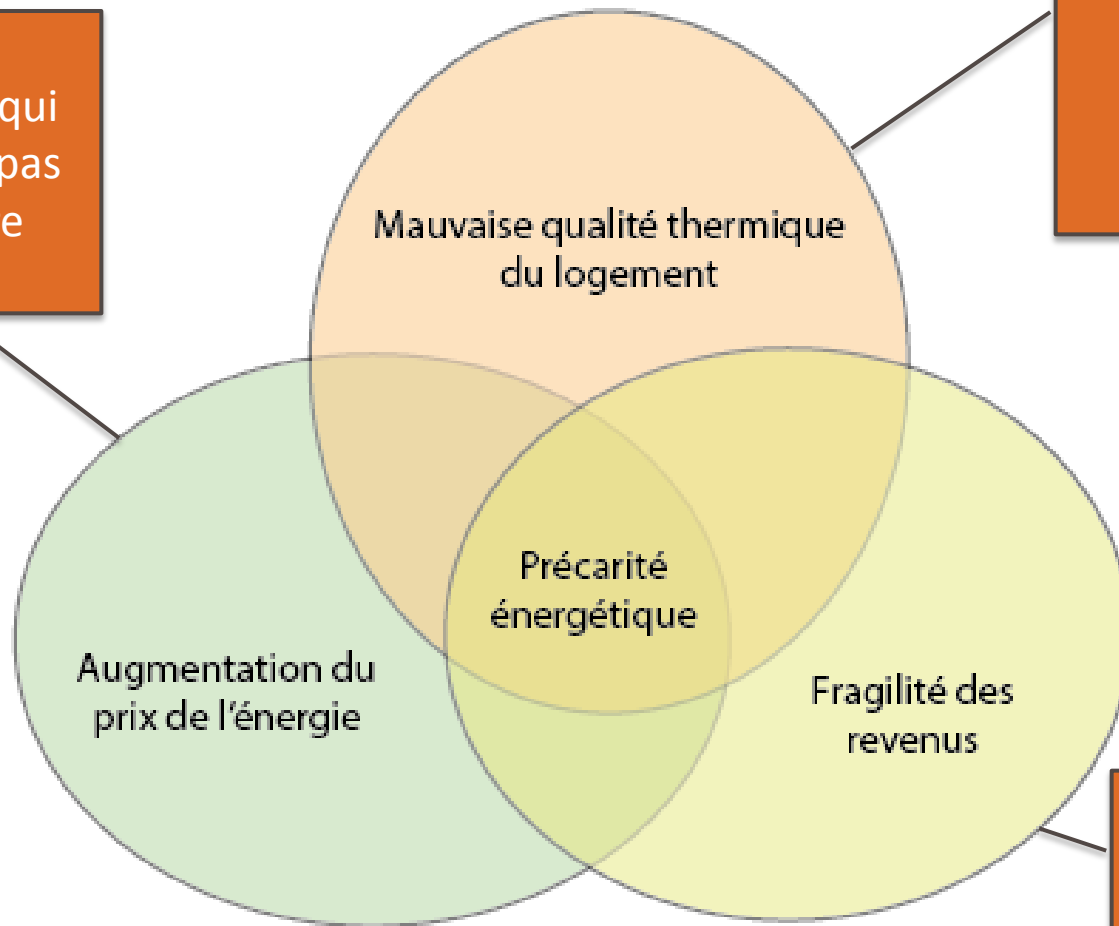 qui
pas
e
Mauvaise qualité thermique
du logement
Précarité
énergétique
Augmentation du
prix de l'énergie
Fragilité des
revenus